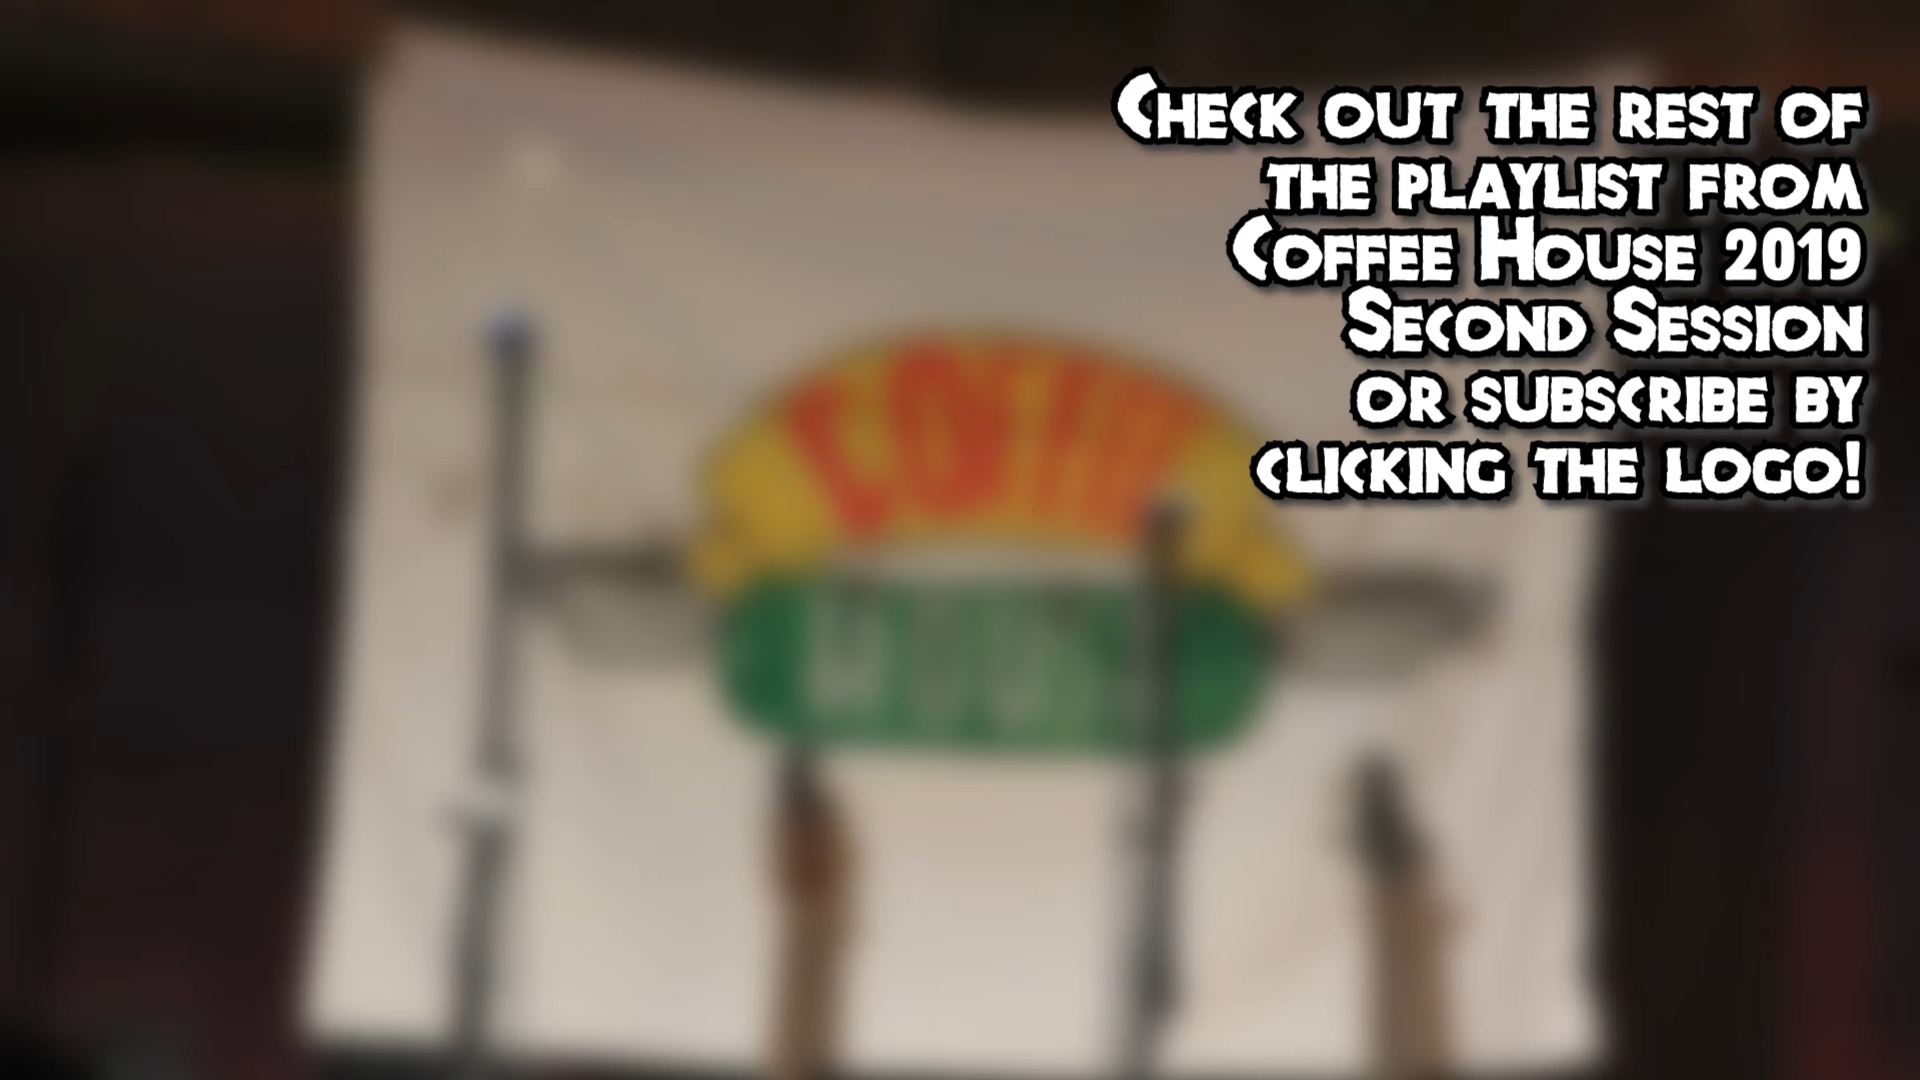 Check out the rest of
the playlist from
Coffee House 2019
Second Session
or subscribe by
clicking the logo!